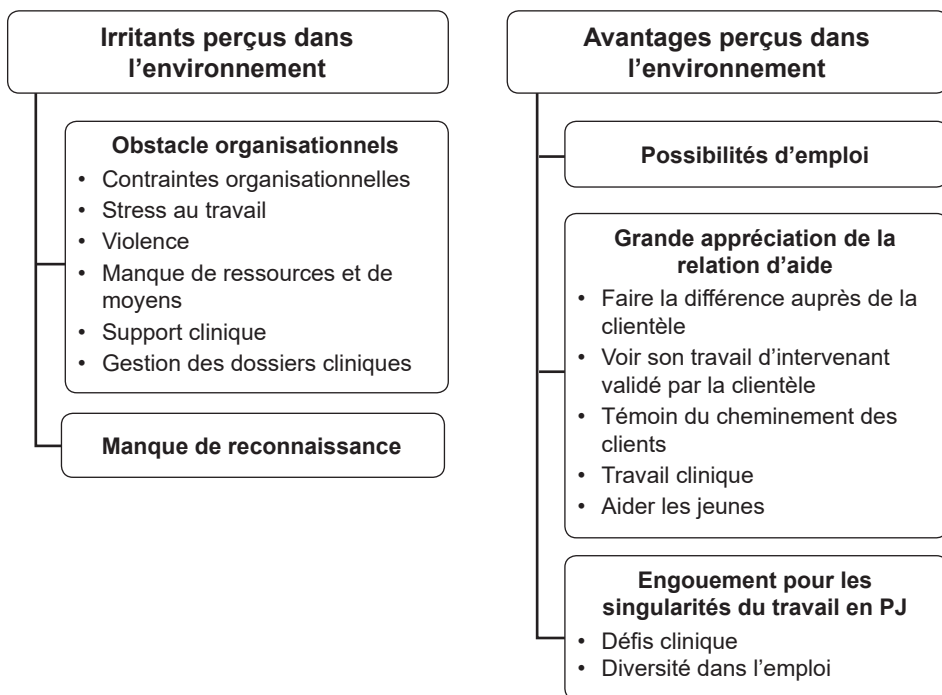 Irritants perçus dans
l'environnement
Obstacle organisationnels
• Contraintes organisationnelles
• Stress au travail
• Violence
• Manque de ressources et de
moyens
• Support clinique
• Gestion des dossiers cliniques
Manque de reconnaissance
Avantages perçus dans
l'environnement
Possibilités d'emploi
Grande appréciation de la
relation d'aide
• Faire la différence auprès de la
clientèle
• Voir son travail d'intervenant
validé par la clientèle
• Témoin du cheminement des
clients
• Travail clinique
• Aider les jeunes
Engouement pour les
singularités du travail en PJ
• Défis clinique
• Diversité dans l'emploi